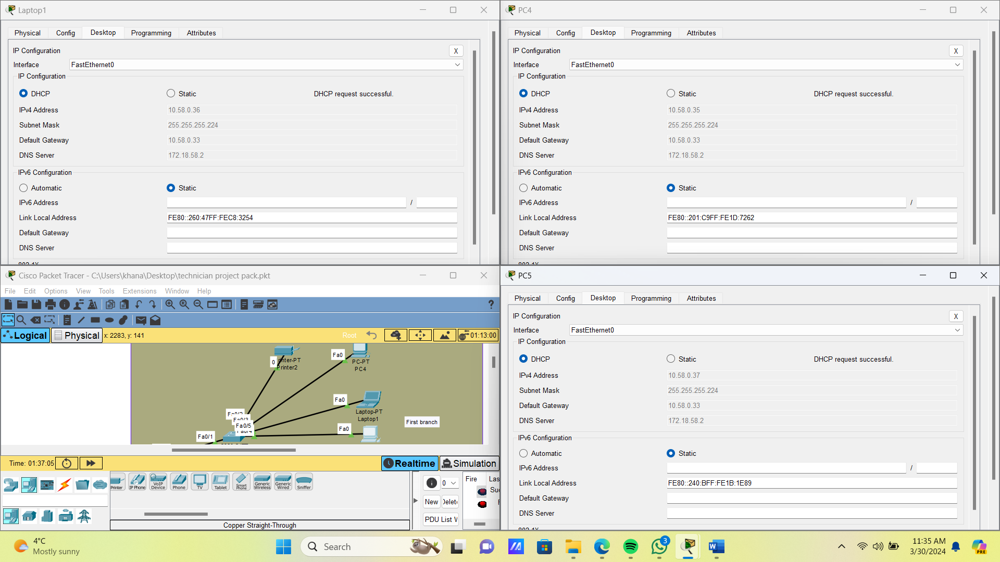 Laptop1
Physical Config Desktop Programming Attributes
IP Configuration X
Interface FastEthernet0
IP Configuration
DHCP Static DHCP request successful.
IPv4 Address 10.58.0.36
Subnet Mask 255.255.255.224
Default Gateway 10.58.0.33
DNS Server 172.18.58.2
IPv6 Configuration
Automatic Static
IPv6 Address /
Link Local Address FE80::260:47FF:FEC8:3254
Default Gateway
DNS Server
PC4
Physical Config Desktop Programming Attributes
IP Configuration X
Interface FastEthernet0
IP Configuration
DHCP Static DHCP request successful.
IPv4 Address 10.58.0.35
Subnet Mask 255.255.255.224
Default Gateway 10.58.0.33
DNS Server 172.18.58.2
IPv6 Configuration
Automatic Static
IPv6 Address /
Link Local Address FE80::201:C9FF:FE1D:7262
Default Gateway
DNS Server
Cisco Packet Tracer - C:\Users\khana\Desktop\technician project pack.pkt
File Edit Options View Tools Extensions Window Help
Logical Physical x: 2283, y: 141 Root 01:13:00
0 nter-PT
Printer2
Fa0 PC-PT
PC4
Fa0 Laptop-PT
Laptop1
First branch
Fa0/5
Fa0
Fa0/1
Time: 01:37:05 Realtime Simulation
Printer IP Phone VoIP Device Phone TV Tablet Smart Phone Generic Wireless Generic Wired Sniffer
0 Fire Las
Suc
New Delete
PDU List W
Copper Straight-Through
PC5
Physical Config Desktop Programming Attributes
IP Configuration X
Interface FastEthernet0
IP Configuration
DHCP Static DHCP request successful.
IPv4 Address 10.58.0.37
Subnet Mask 255.255.255.224
Default Gateway 10.58.0.33
DNS Server 172.18.58.2
IPv6 Configuration
Automatic Static
IPv6 Address /
Link Local Address FE80::240:BFF:FE1B:1E89
Default Gateway
DNS Server
4°C
Mostly sunny
Search
3
11:35 AM
3/30/2024
PRE